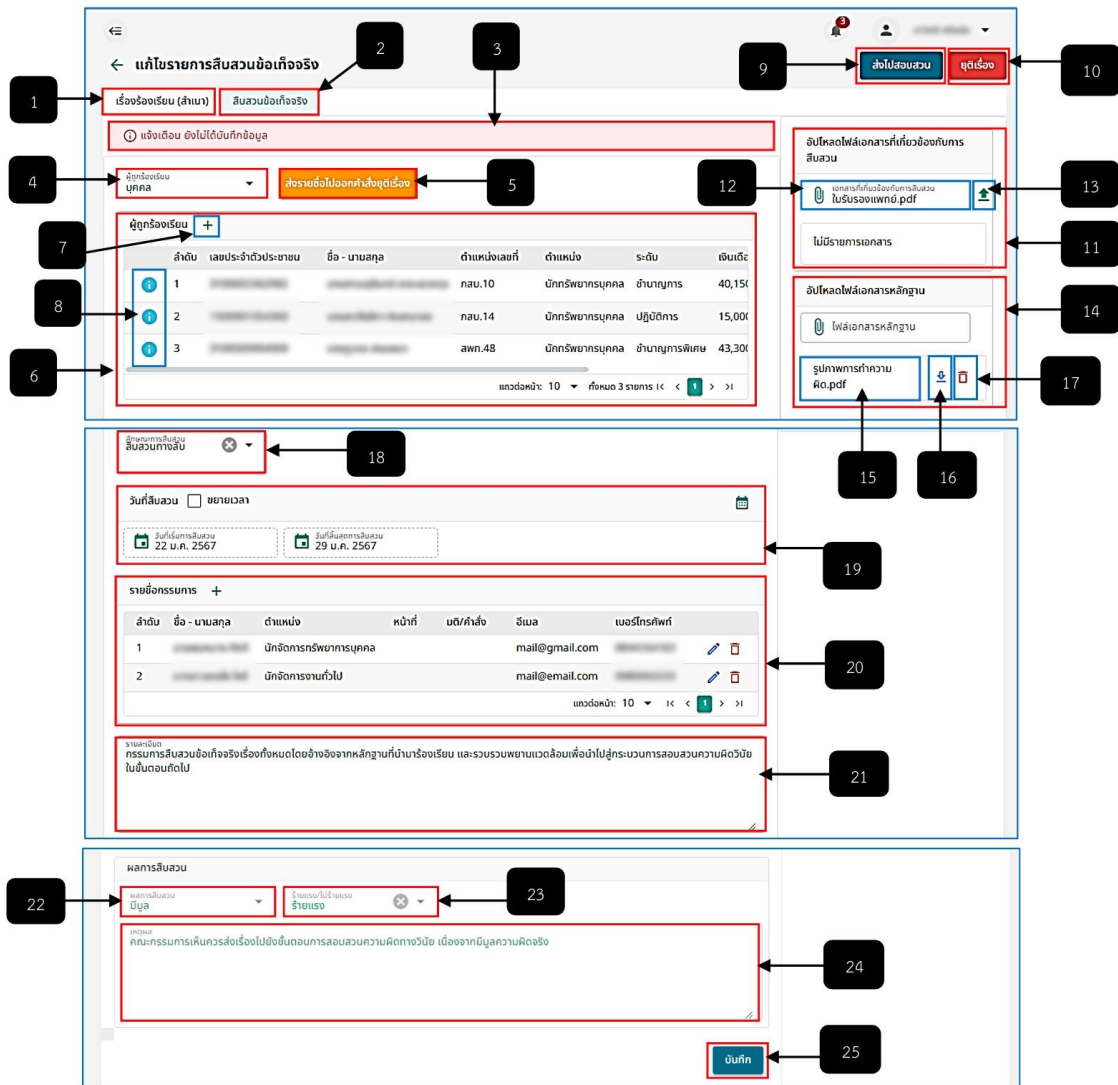 3
2
3
แก้ไขรายการสืบสวนข้อเท็จจริง
9
ส่งไปสอบสวน
ยุติเรื่อง
10
1
เรื่องร้องเรียน (สำเนา)
สืบสวนข้อเท็จจริง
แจ้งเตือน ยังไม่ได้บันทึกข้อมูล
อัปโหลดไฟล์เอกสารที่เกี่ยวข้องกับการ
สืบสวน
4
ผู้ถูกร้องเรียน
บุคคล
ส่งรายชื่อไปออกคำสั่งยุติเรื่อง
5
12
เอกสารที่เกี่ยวข้องกับการสืบสวน
ใบรับรองแพทย์.pdf
13
7
ผู้ถูกร้องเรียน
ไม่มีรายการเอกสาร
11
ลำดับ เลขประจำตัวประชาชน ชื่อ - นามสกุล ตำแหน่งเลขที่ ตำแหน่ง ระดับ เงินเดือ
8
1 กสบ.10 นักทรัพยากรบุคคล ชำนาญการ 40,150
2 กสบ.14 นักทรัพยากรบุคคล ปฏิบัติการ 15,000
3 สพท.48 นักทรัพยากรบุคคล ชำนาญการพิเศษ 43,300
อัปโหลดไฟล์เอกสารหลักฐาน
14
ไฟล์เอกสารหลักฐาน
6
แถวต่อหน้า: 10 ทั้งหมด 3 รายการ 1
รูปภาพการทำความ
ผิด.pdf
17
ลักษณะการสืบสวน
สืบสวนทางลับ
18
15
16
วันที่สืบสวน ขยายเวลา
วันที่เริ่มการสืบสวน
22 ม.ค. 2567
วันที่สิ้นสุดการสืบสวน
29 ม.ค. 2567
19
รายชื่อกรรมการ
ลำดับ ชื่อ - นามสกุล ตำแหน่ง หน้าที่ มติ/คำสั่ง อีเมล เบอร์โทรศัพท์
1 นักจัดการทรัพยาการบุคคล mail@gmail.com
2 นักจัดการงานทั่วไป mail@email.com
20
แถวต่อหน้า: 10 1
รายละเอียด
กรรมการสืบสวนข้อเท็จจริงเรื่องทั้งหมดโดยอ้างอิงจากหลักฐานที่นำมาร้องเรียน และรวบรวมพยานแวดล้อมเพื่อนำไปสู่กระบวนการสอบสวนความผิดวินัย
ในขั้นตอนถัดไป
21
ผลการสืบสวน
22
ผลการสืบสวน
มีมูล
ร้ายแรง/ไม่ร้ายแรง
ร้ายแรง
23
เหตุผล
คณะกรรมการเห็นควรส่งเรื่องไปยังขั้นตอนการสอบสวนความผิดทางวินัย เนื่องจากมีมูลความผิดจริง
24
บันทึก
25